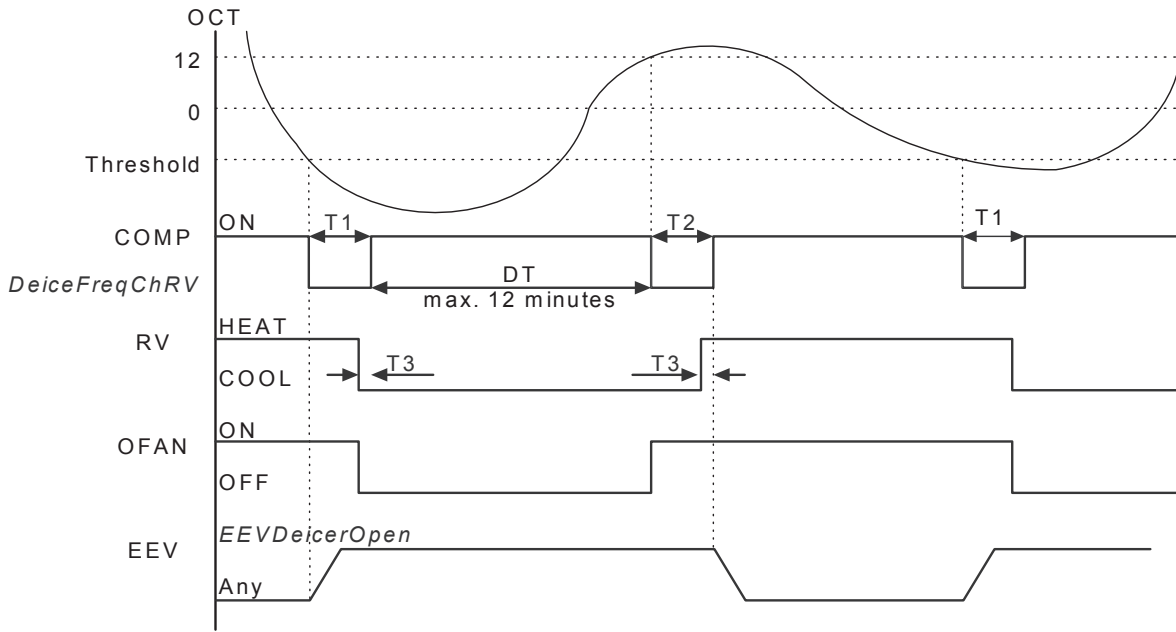 OCT
12
0
Threshold
ON
T1
T2
T1
COMP
DeiceFreqChRV
DT
max. 12 minutes
HEAT
RV
T3
T3
COOL
ON
OFAN
OFF
EEVDeicerOpen
EEV
Any